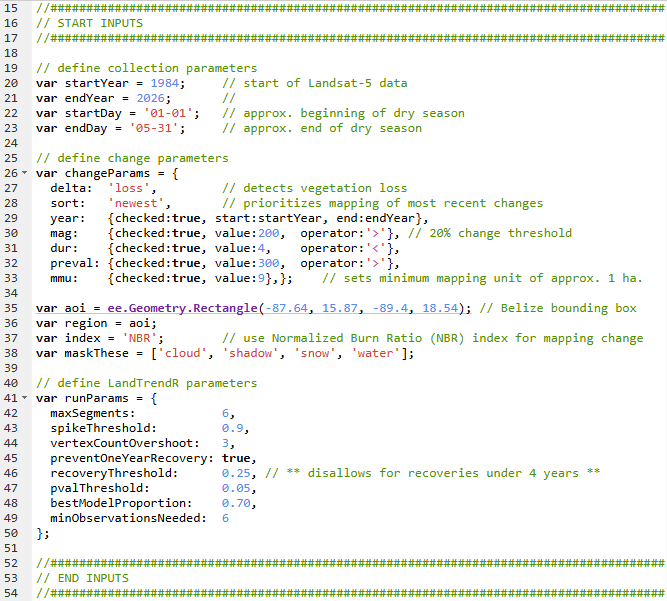 15 //######################################################################################
16 // START INPUTS
17 //######################################################################################
18
19 // define collection parameters
20 var startYear = 1984;     // start of Landsat-5 data
21 var endYear = 2026;       //
22 var startDay = '01-01';   // approx. beginning of dry season
23 var endDay = '05-31';     // approx. end of dry season
24
25 // define change parameters
26 var changeParams = {
27   delta:  'loss',         // detects vegetation loss
28   sort:   'newest',       // prioritizes mapping of most recent changes
29   year:   {checked:true, start:startYear, end:endYear},
30   mag:    {checked:true, value:200,  operator:'>'}, // 20% change threshold
31   dur:    {checked:true, value:4,    operator:'<'},
32   preval: {checked:true, value:300,  operator:'>'},
33   mmu:    {checked:true, value:9},};    // sets minimum mapping unit of approx. 1 ha.
34
35 var aoi = ee.Geometry.Rectangle(-87.64, 15.87, -89.4, 18.54); // Belize bounding box
36 var region = aoi;
37 var index = 'NBR';        // use Normalized Burn Ratio (NBR) index for mapping change
38 var maskThese = ['cloud', 'shadow', 'snow', 'water'];
39
40 // define LandTrendR parameters
41 var runParams = {
42   maxSegments:            6,
43   spikeThreshold:         0.9,
44   vertexCountOvershoot:   3,
45   preventOneYearRecovery: true,
46   recoveryThreshold:      0.25, // ** disallows for recoveries under 4 years **
47   pvalThreshold:          0.05,
48   bestModelProportion:    0.70,
49   minObservationsNeeded:  6
50 };
51
52 //######################################################################################
53 // END INPUTS
54 //######################################################################################